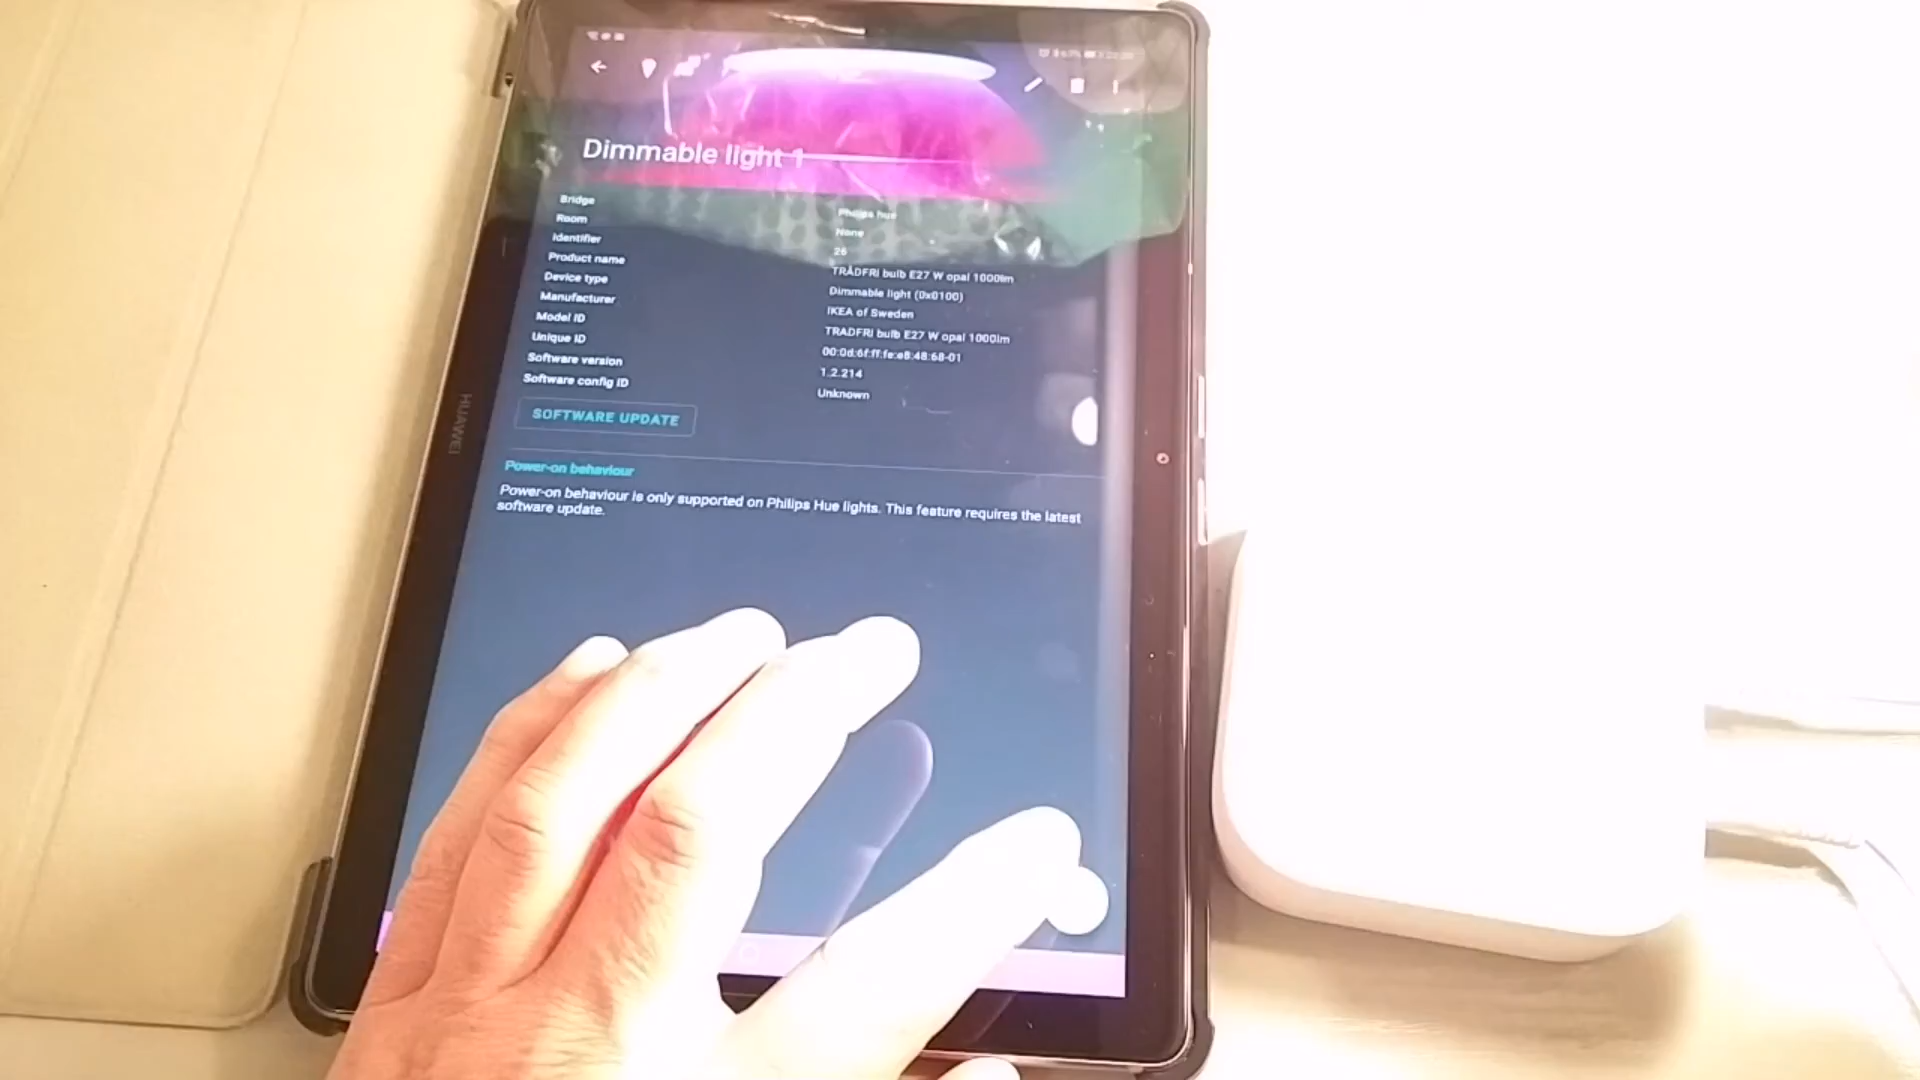 Dimmable light 1
Bridge Philips hue
Room None
Identifier 26
Product name TRÅDFRI bulb E27 W opal 1000lm
Device type Dimmable light (0x0100)
Manufacturer IKEA of Sweden
Model ID TRADFRI bulb E27 W opal 1000lm
Unique ID 00:0d:6f:ff:fe:e8:48:68-01
Software version 1.2.214
Software config ID Unknown
SOFTWARE UPDATE
Power-on behaviour
Power-on behaviour is only supported on Philips Hue lights. This feature requires the latest
software update.
HUAWEI